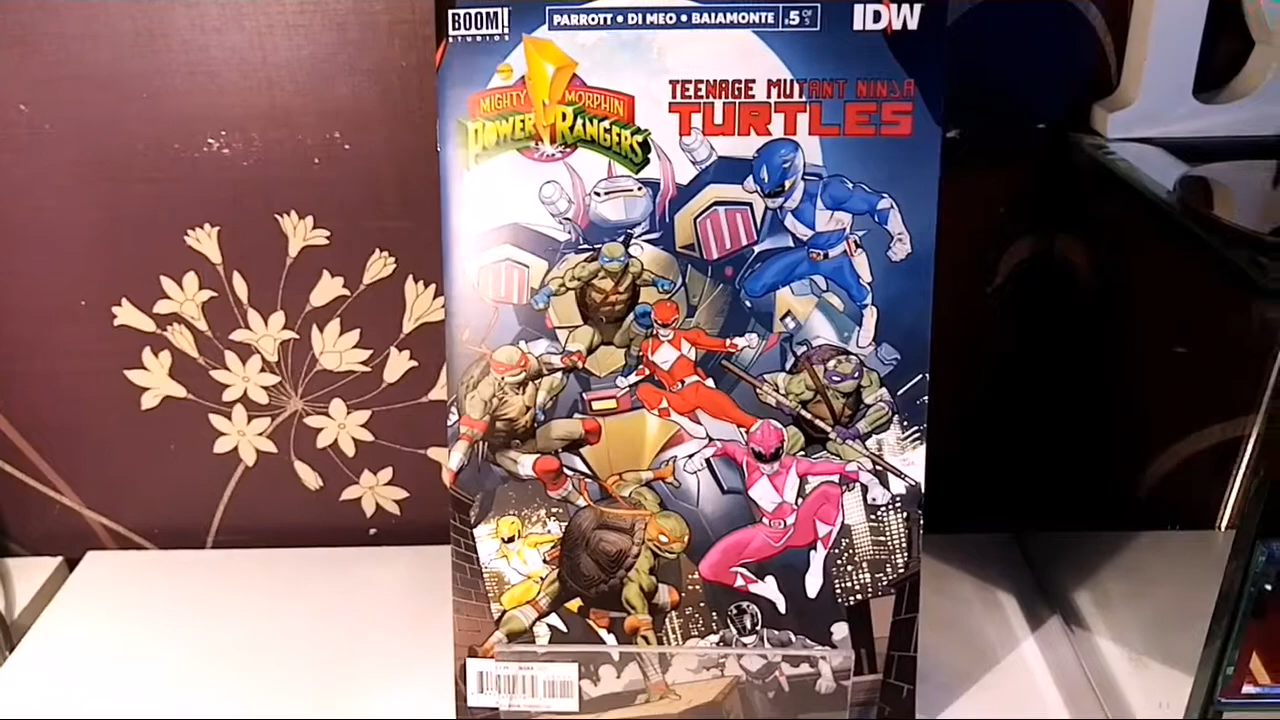 BOOM!
STUDIOS
PARROTT • DI MEO • BAIAMONTE
#5 OF 5
IDW
MIGHTY MORPHIN
POWER RANGERS
TEENAGE MUTANT NINJA
TURTLES